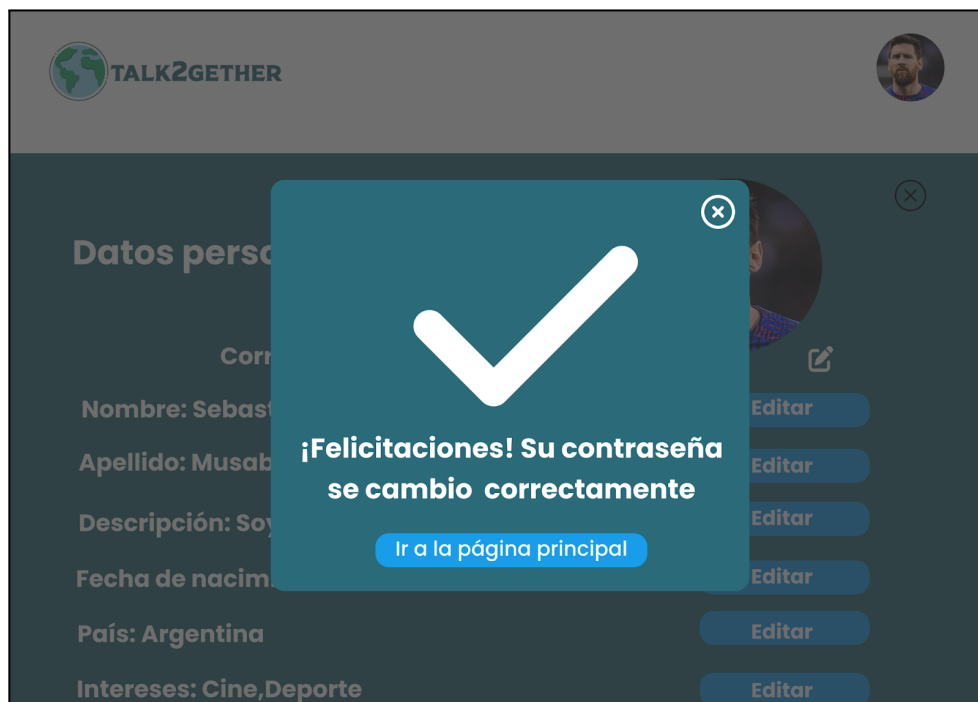 TALK2GETHER
Datos perso
Corr
Nombre: Sebast
Editar
¡Felicitaciones! Su contraseña
se cambio correctamente
Apellido: Musab
Editar
Descripción: Soy
Editar
Ir a la página principal
Fecha de nacimi
Editar
País: Argentina
Editar
Intereses: Cine,Deporte
Editar